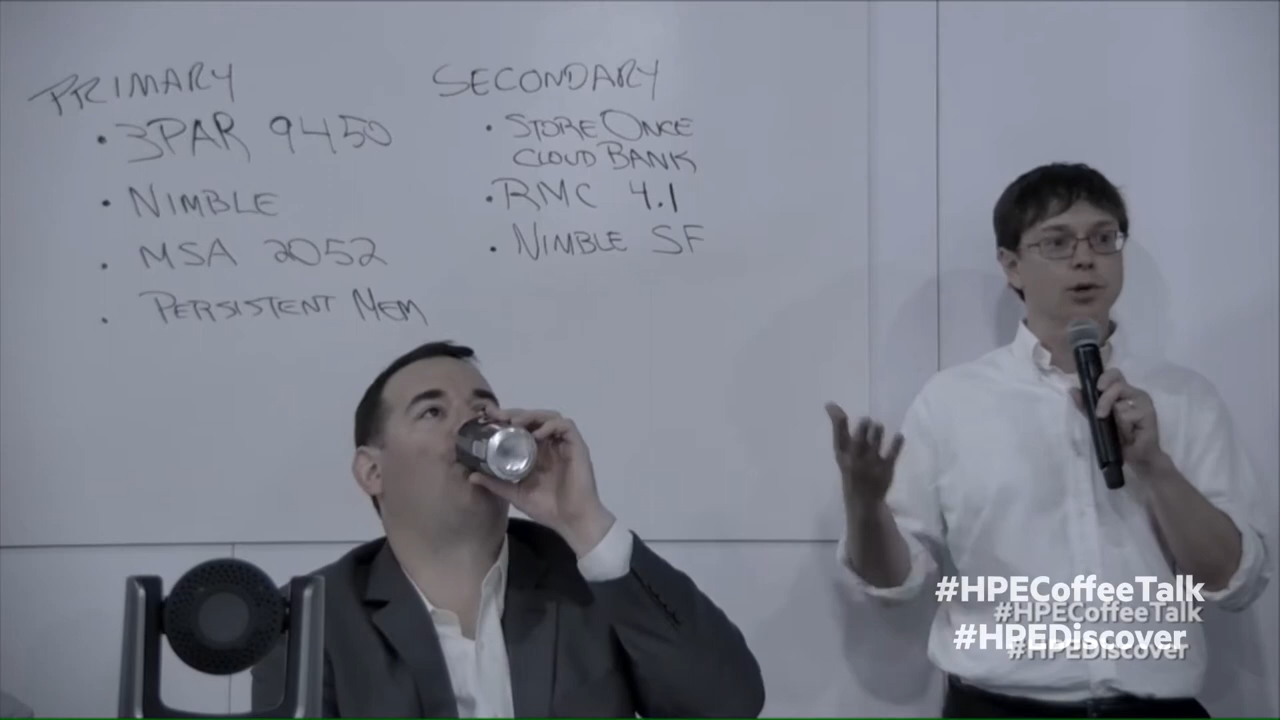 PRIMARY
• 3PAR 9450
• NIMBLE
• MSA 2052
• PERSISTENT MEM
SECONDARY
• STOREONCE
CLOUD BANK
• RMC 4.1
• NIMBLE SF
#HPECoffeeTalk
#HPECoffeeTalk
#HPEDiscover
#HPEDiscover